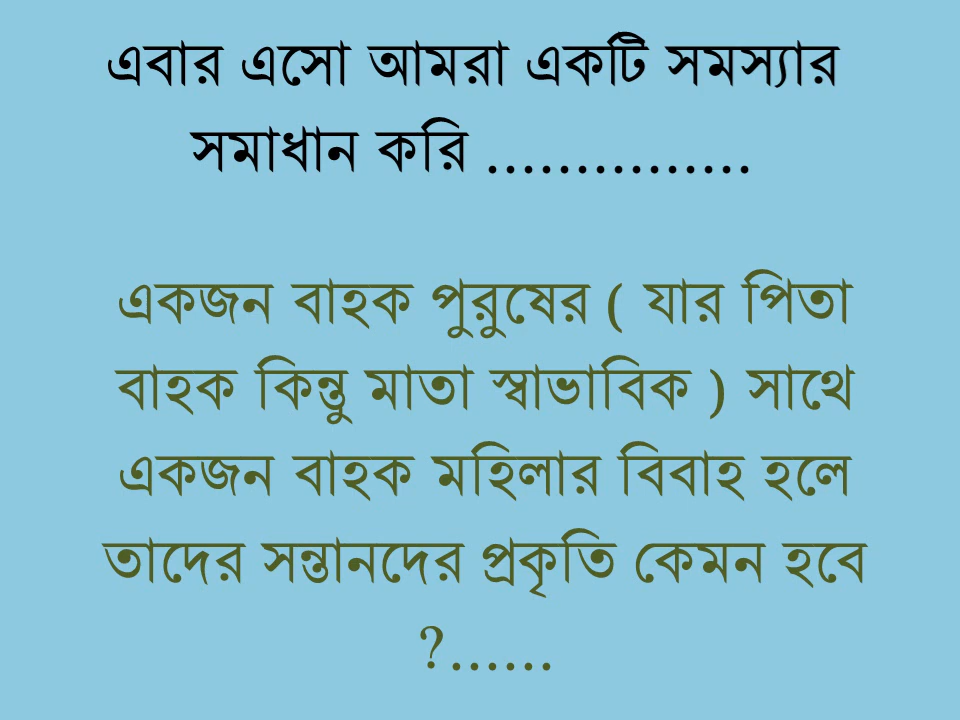 এবার এসো আমরা একটি সমস্যার
সমাধান করি ...............
একজন বাহক পুরুষের ( যার পিতা
বাহক কিন্তু মাতা স্বাভাবিক ) সাথে
একজন বাহক মহিলার বিবাহ হলে
তাদের সন্তানদের প্রকৃতি কেমন হবে
?......